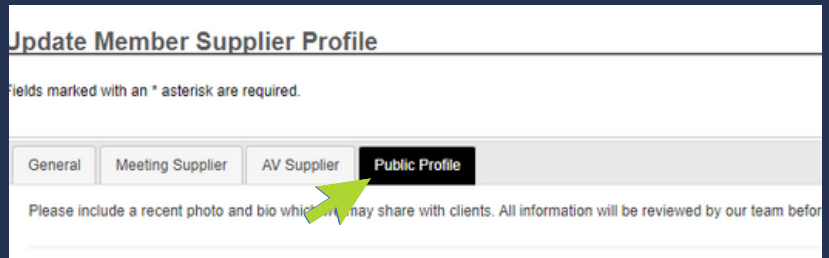 Update Member Supplier Profile
Fields marked with an * asterisk are required.
General Meeting Supplier AV Supplier Public Profile
Please include a recent photo and bio which we may share with clients. All information will be reviewed by our team